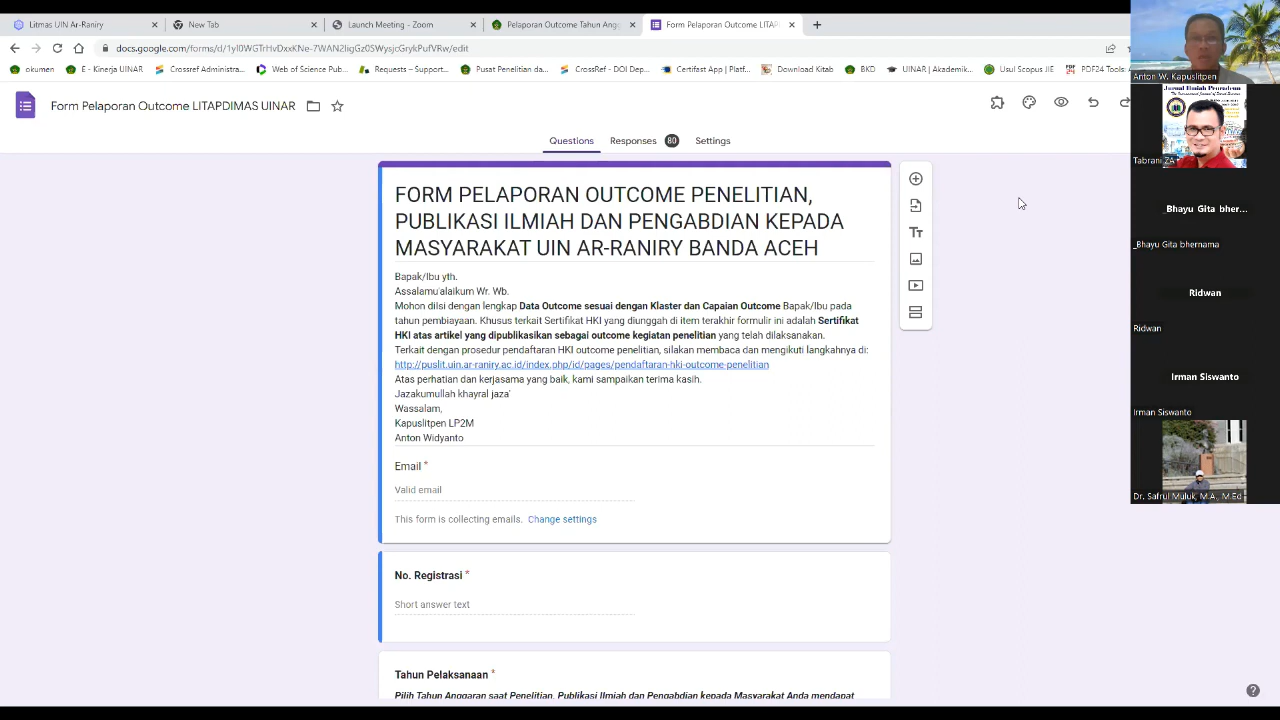 Litmas UIN Ar-Raniry
New Tab
Launch Meeting - Zoom
Pelaporan Outcome Tahun Ang
Form Pelaporan Outcome LITAP
docs.google.com/forms/d/
/edit
okumen
E - Kinerja UINAR
Crossref Administra...
Web of Science Pub...
Requests – Sqr
Pusat Penelitian da...
CrossRef - DOI Dep...
Certifast App | Platf...
Download Kitab
BKD
UINAR | Akademik...
Usul Scopus JIE
PDF24 Tools:
Form Pelaporan Outcome LITAPDIMAS UINAR
Questions
Responses 80
Settings
FORM PELAPORAN OUTCOME PENELITIAN,
PUBLIKASI ILMIAH DAN PENGABDIAN KEPADA
MASYARAKAT UIN AR-RANIRY BANDA ACEH
Bapak/Ibu yth.
Assalamu'alaikum Wr. Wb.
Mohon diIsi dengan lengkap Data Outcome sesuai dengan Klaster dan Capaian Outcome Bapak/Ibu pada
tahun pembiayaan. Khusus terkait Sertifikat HKI yang diunggah di item terakhir formulir ini adalah Sertifikat
HKI atas artikel yang dipublikasikan sebagai outcome kegiatan penelitian yang telah dilaksanakan.
Terkait dengan prosedur pendaftaran HKI outcome penelitian, silakan membaca dan mengikuti langkahnya di:
http://puslit.uin.ar-raniry.ac.id/index.php/id/pages/pendaftaran-hki-outcome-penelitian
Atas perhatian dan kerjasama yang baik, kami sampaikan terima kasih.
Jazakumullah khayral jaza'
Wassalam,
Kapuslitpen LP2M
Anton Widyanto
Email *
Valid email
This form is collecting emails. Change settings
No. Registrasi *
Short answer text
Tahun Pelaksanaan *
Pilih Tahun Anggaran saat Penelitian, Publikasi Ilmiah dan Pengabdian kepada Masyarakat Anda mendapat
Anton W. Kapuslitpen
Jurnal Ilmiah Peuradeun
Tabrani ZA
_Bhayu Gita bher...
_Bhayu Gita bhernama
Ridwan
Ridwan
Irman Siswanto
Irman Siswanto
Dr. Safrul Muluk, M.A., M.Ed